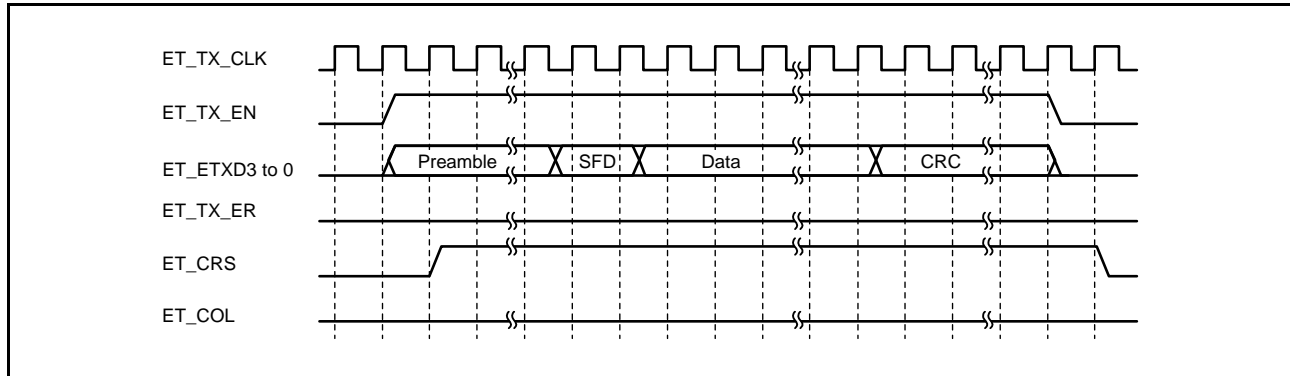 ET_TX_CLK
ET_TX_EN
ET_ETXD3 to 0
Preamble
SFD
Data
CRC
ET_TX_ER
ET_CRS
ET_COL